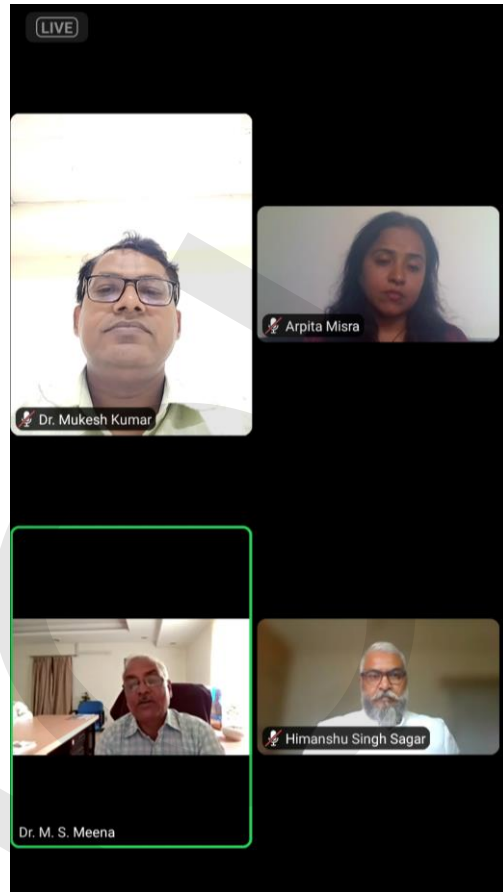 LIVE
Arpita Misra
Dr. Mukesh Kumar
Himanshu Singh Sagar
Dr. M. S. Meena